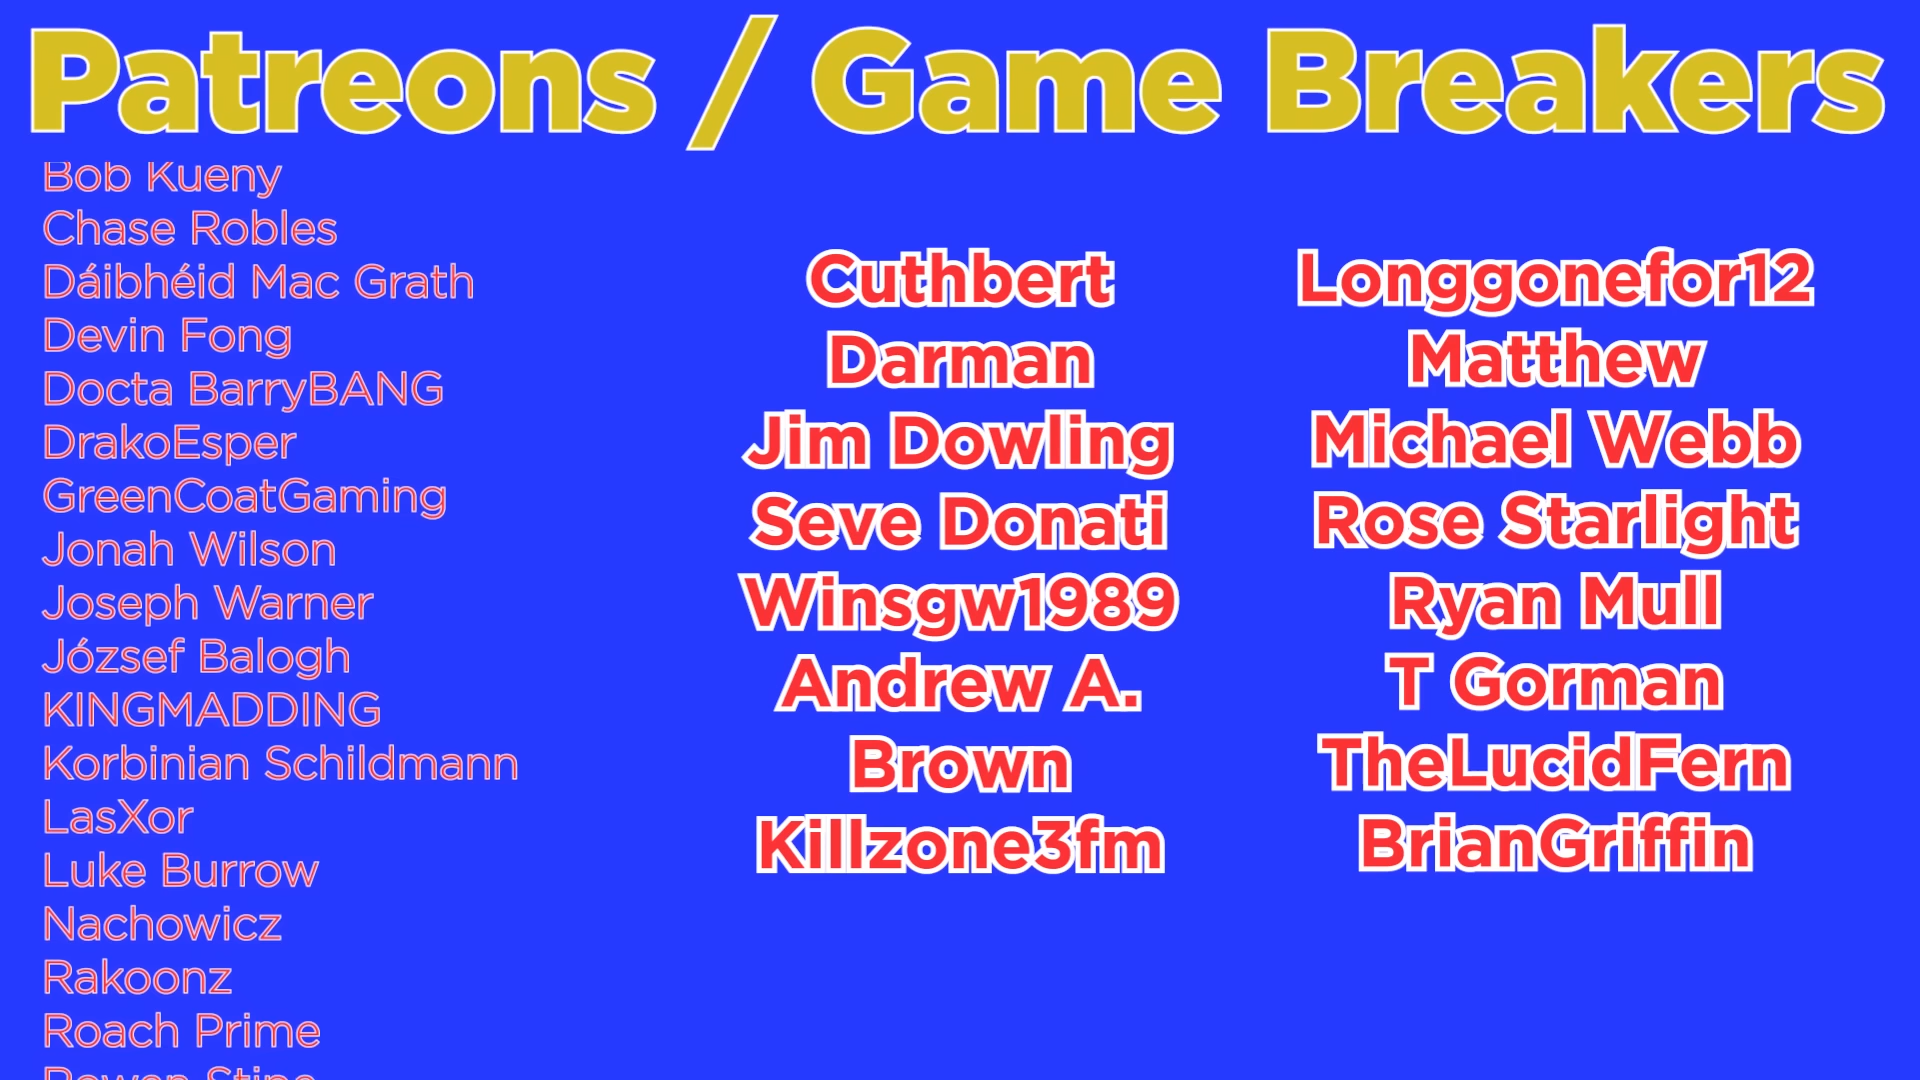 Patreons / Game Breakers
Bob Kueny
Chase Robles
Dáibhéid Mac Grath
Devin Fong
Docta BarryBANG
DrakoEsper
GreenCoatGaming
Jonah Wilson
Joseph Warner
József Balogh
KINGMADDING
Korbinian Schildmann
LasXor
Luke Burrow
Nachowicz
Rakoonz
Roach Prime
Cuthbert
Darman
Jim Dowling
Seve Donati
Winsgw1989
Andrew A.
Brown
Killzone3fm
Longgonefor12
Matthew
Michael Webb
Rose Starlight
Ryan Mull
T Gorman
TheLucidFern
BrianGriffin